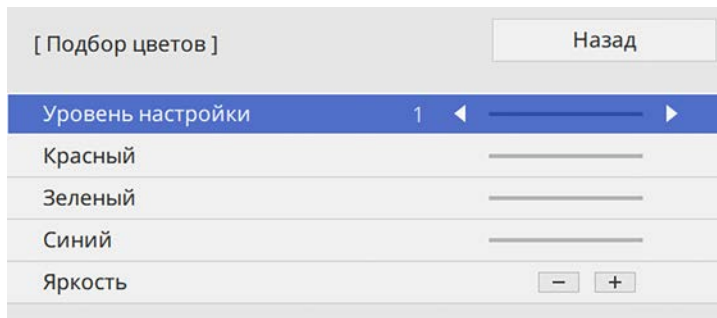 [ Подбор цветов ] Назад
Уровень настройки 1
Красный
Зеленый
Синий
Яркость − +